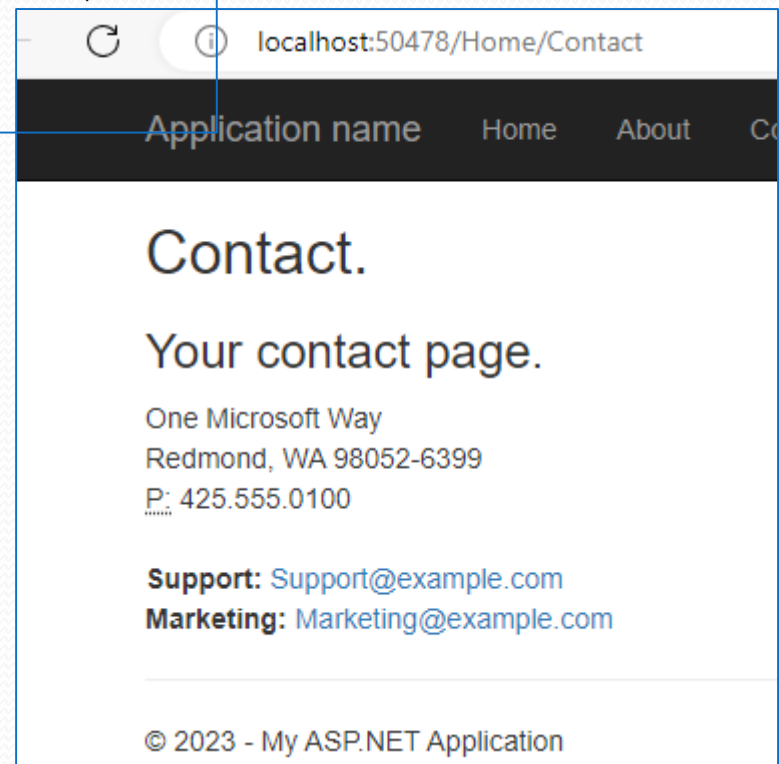 localhost:50478/Home/Contact
Application name Home About
Contact.
Your contact page.
One Microsoft Way
Redmond, WA 98052-6399
P: 425.555.0100
Support: Support@example.com
Marketing: Marketing@example.com
© 2023 - My ASP.NET Application